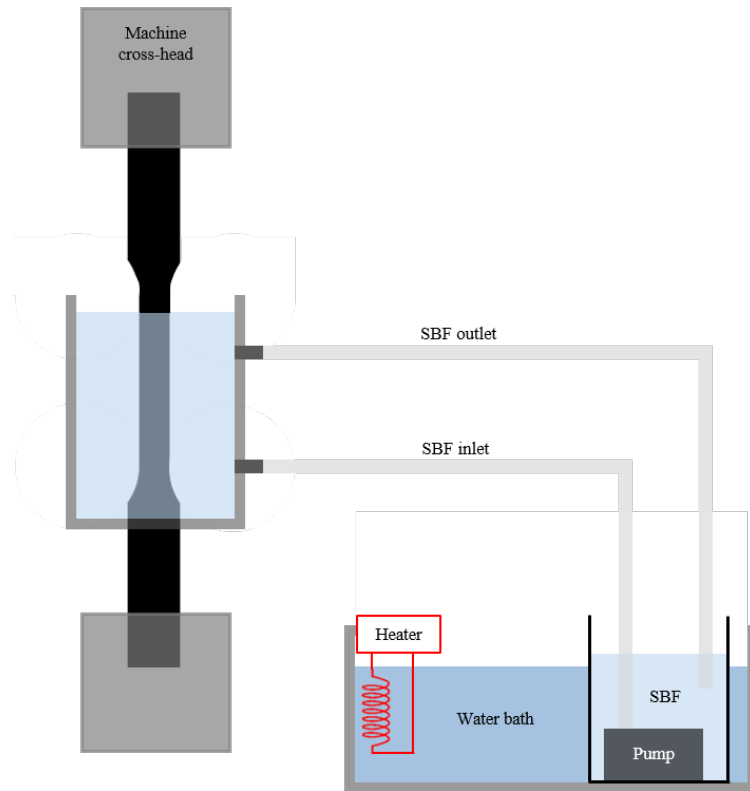 Machine
cross-head
SBF outlet
SBF inlet
Heater
Water bath
SBF
Pump